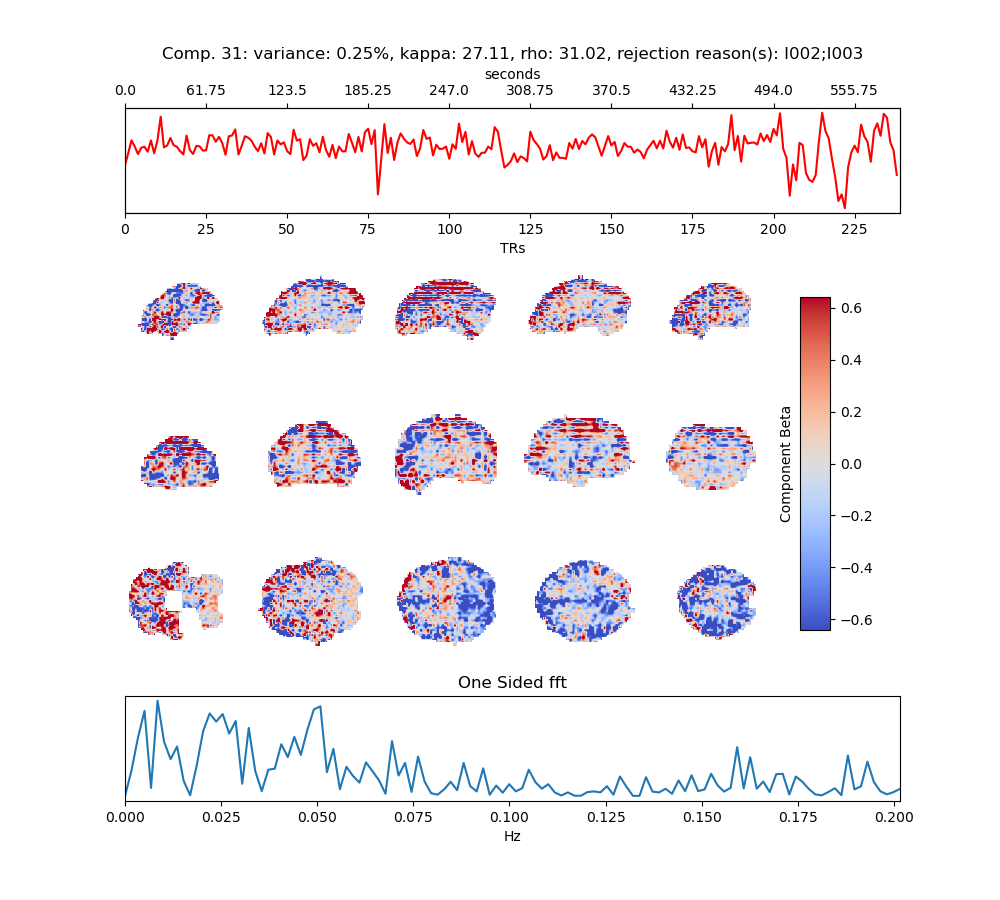 Comp. 31: variance: 0.25%, kappa: 27.11, rho: 31.02, rejection reason(s): I002;I003
seconds
0.0 61.75 123.5 185.25 247.0 308.75 370.5 432.25 494.0 555.75
0 25 50 75 100 125 150 175 200 225
TRs
0.6
0.4
0.2
0.0
−0.2
−0.4
−0.6
Component Beta
One Sided fft
0.000 0.025 0.050 0.075 0.100 0.125 0.150 0.175 0.200
Hz